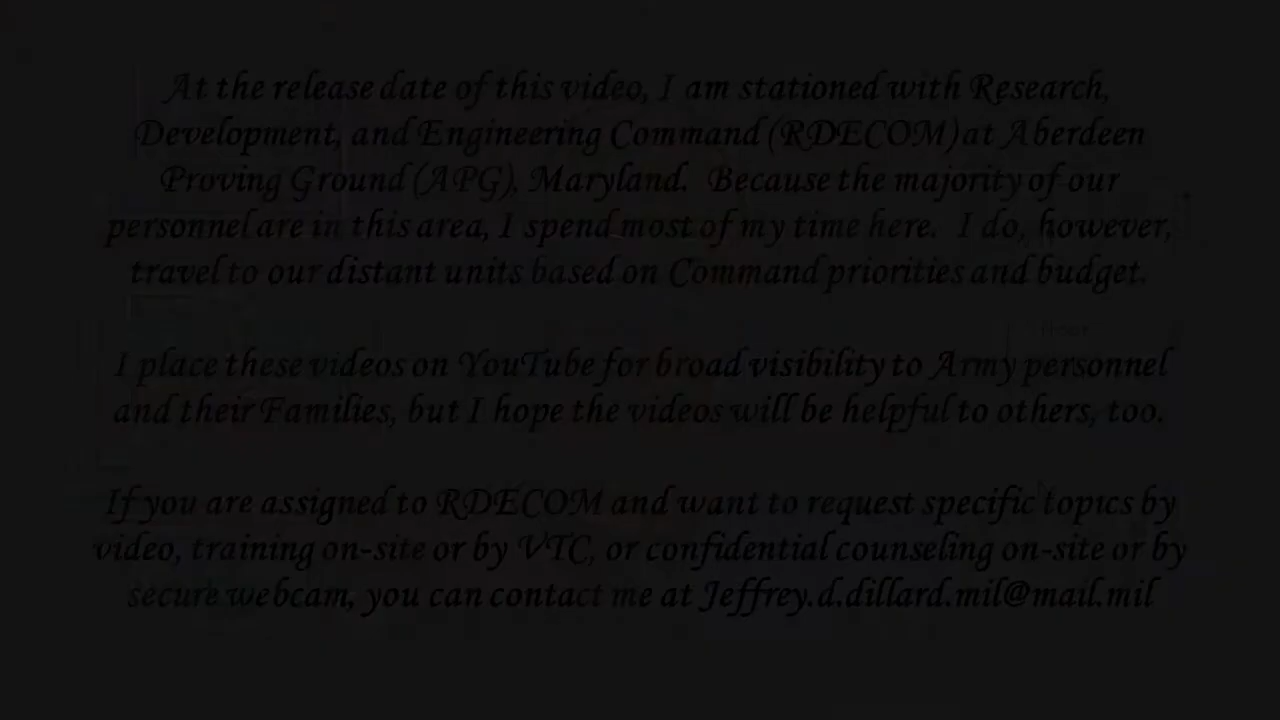 At the release date of this video, I am stationed with Research,
Development, and Engineering Command (RDECOM) at Aberdeen
Proving Ground (APG), Maryland. Because the majority of our
personnel are in this area, I spend most of my time here. I do, however,
travel to our distant units based on Command priorities and budget.
I place these videos on YouTube for broad visibility to Army personnel
and their Families, but I hope the videos will be helpful to others, too.
If you are assigned to RDECOM and want to request specific topics by
video, training on-site or by VTC, or confidential counseling on-site or by
secure webcam, you can contact me at Jeffrey.d.dillard.mil@mail.mil